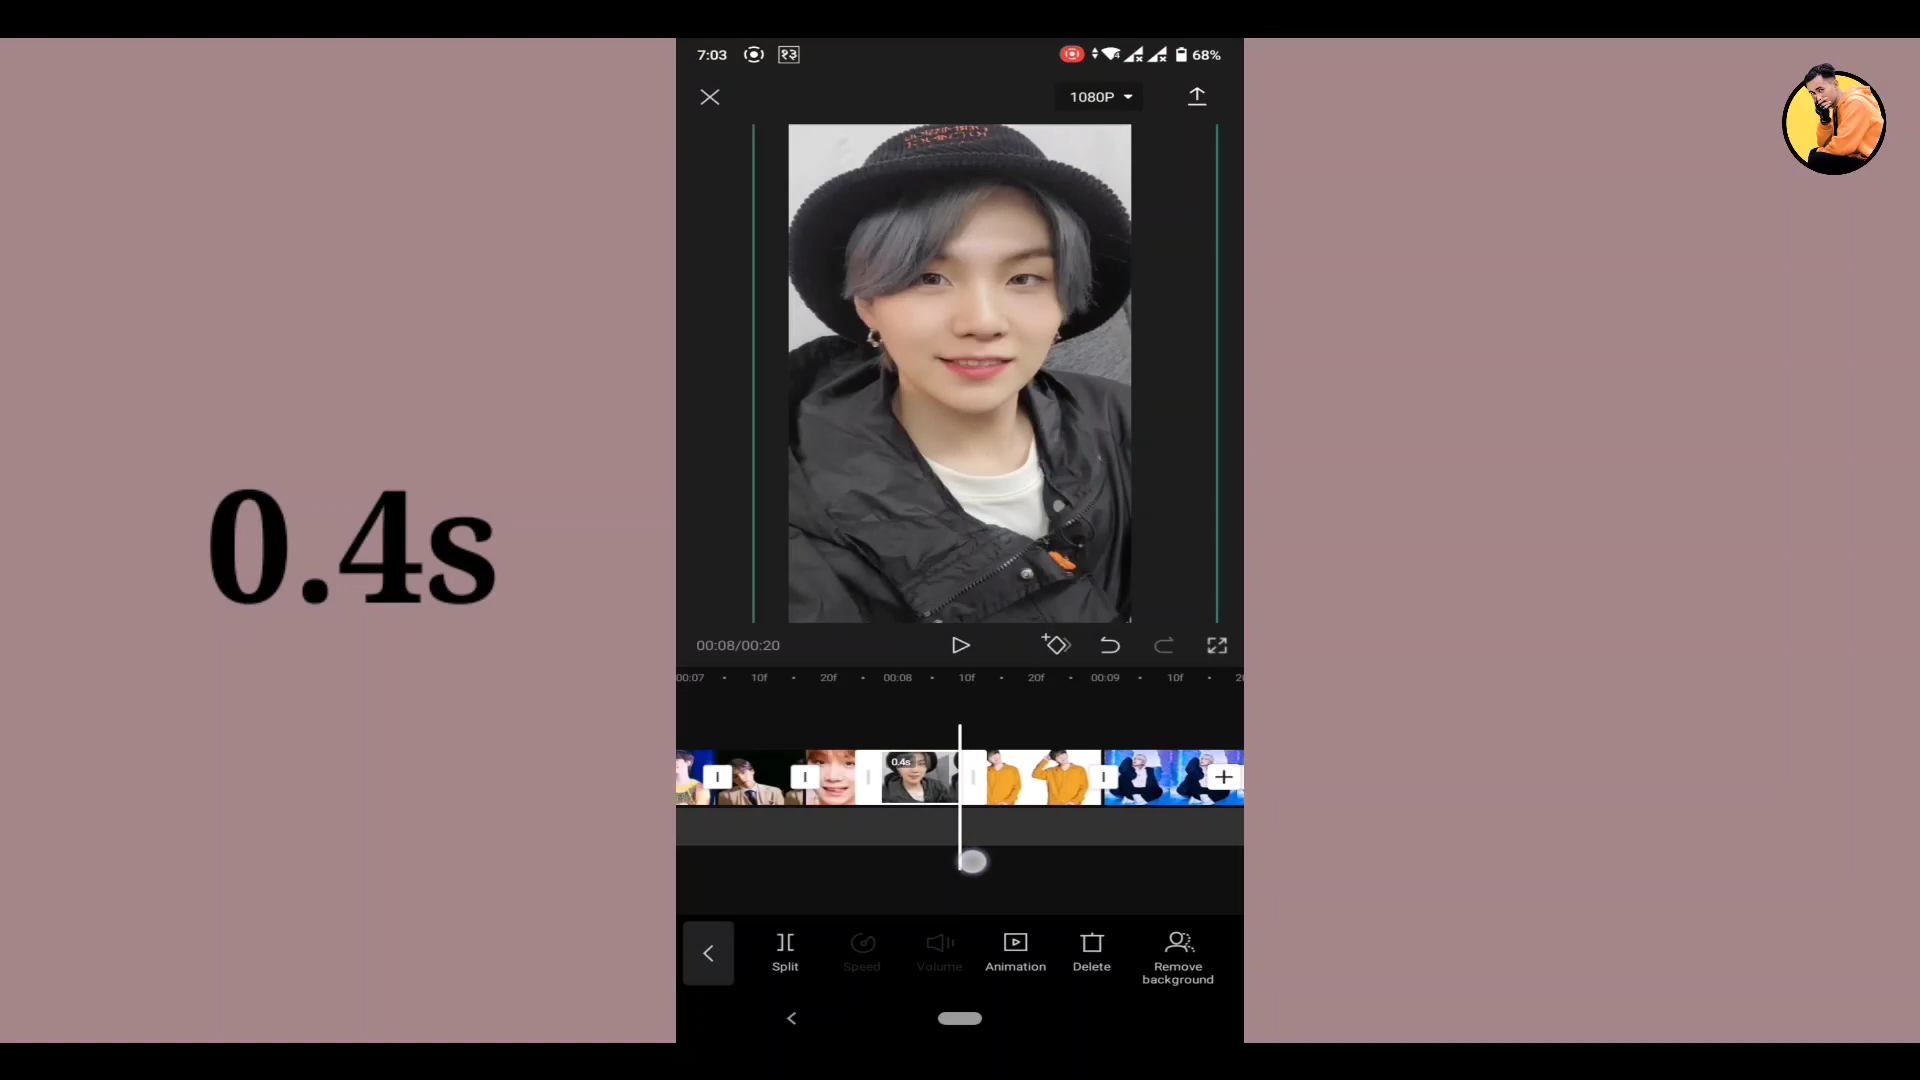 7:03
१३
68%
1080P
0.4s
00:08/00:20
00:07 10f 20f 00:08 10f 20f 00:09 10f
0.4s
Split
Speed
Volume
Animation
Delete
Remove
background